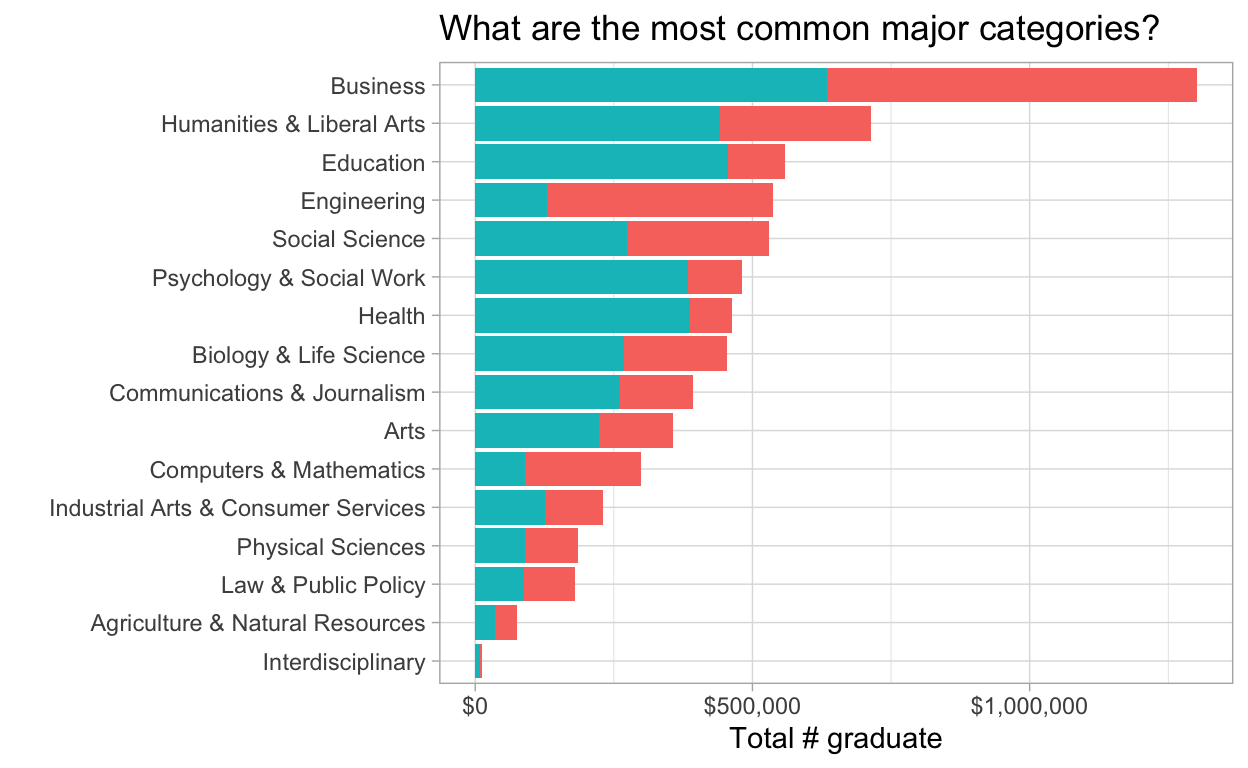 What are the most common major categories?
Business
Humanities & Liberal Arts
Education
Engineering
Social Science
Psychology & Social Work
Health
Biology & Life Science
Communications & Journalism
Arts
Computers & Mathematics
Industrial Arts & Consumer Services
Physical Sciences
Law & Public Policy
Agriculture & Natural Resources
Interdisciplinary
$0 $500,000 $1,000,000
Total # graduate